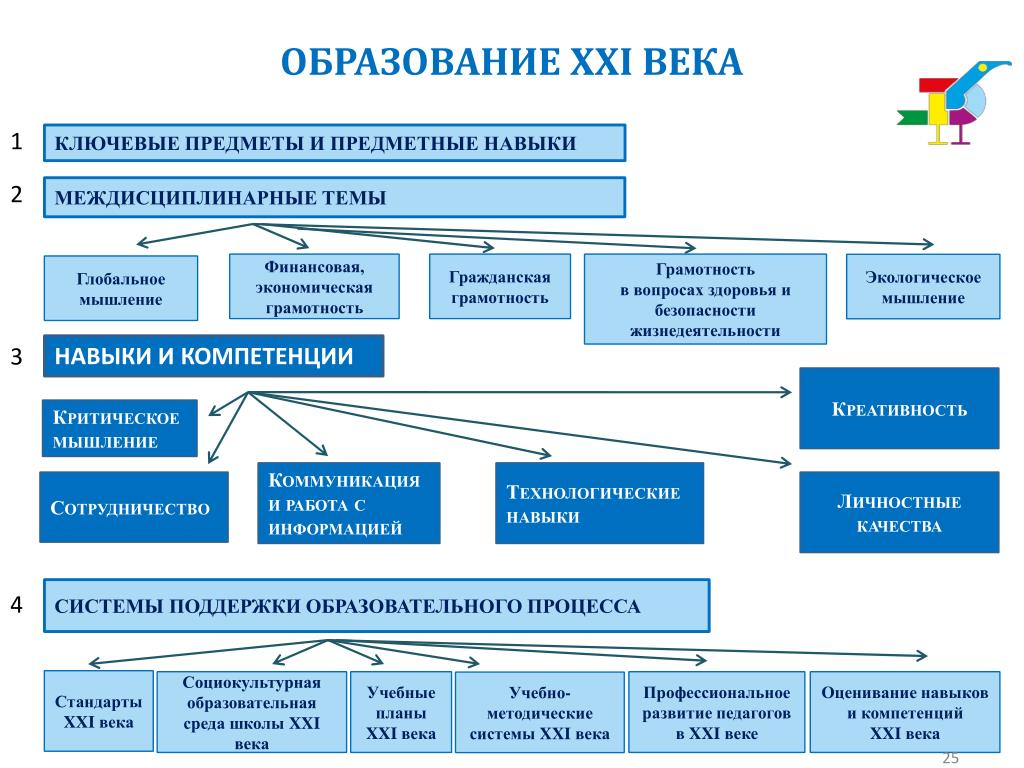 ОБРАЗОВАНИЕ XXI ВЕКА
1
КЛЮЧЕВЫЕ ПРЕДМЕТЫ И ПРЕДМЕТНЫЕ НАВЫКИ
2
МЕЖДИСЦИПЛИНАРНЫЕ ТЕМЫ
Глобальное
мышление
Финансовая,
экономическая
грамотность
Гражданская
грамотность
Грамотность
в вопросах здоровья и
безопасности
жизнедеятельности
Экологическое
мышление
3
НАВЫКИ И КОМПЕТЕНЦИИ
КРИТИЧЕСКОЕ
МЫШЛЕНИЕ
КРЕАТИВНОСТЬ
СОТРУДНИЧЕСТВО
КОММУНИКАЦИЯ
И РАБОТА С
ИНФОРМАЦИЕЙ
ТЕХНОЛОГИЧЕСКИЕ
НАВЫКИ
ЛИЧНОСТНЫЕ
КАЧЕСТВА
4
СИСТЕМЫ ПОДДЕРЖКИ ОБРАЗОВАТЕЛЬНОГО ПРОЦЕССА
Стандарты
XXI века
Социокультурная
образовательная
среда школы XXI
века
Учебные
планы
XXI века
Учебно-
методические
системы XXI века
Профессиональное
развитие педагогов
в XXI веке
Оценивание навыков
и компетенций
XXI века
25